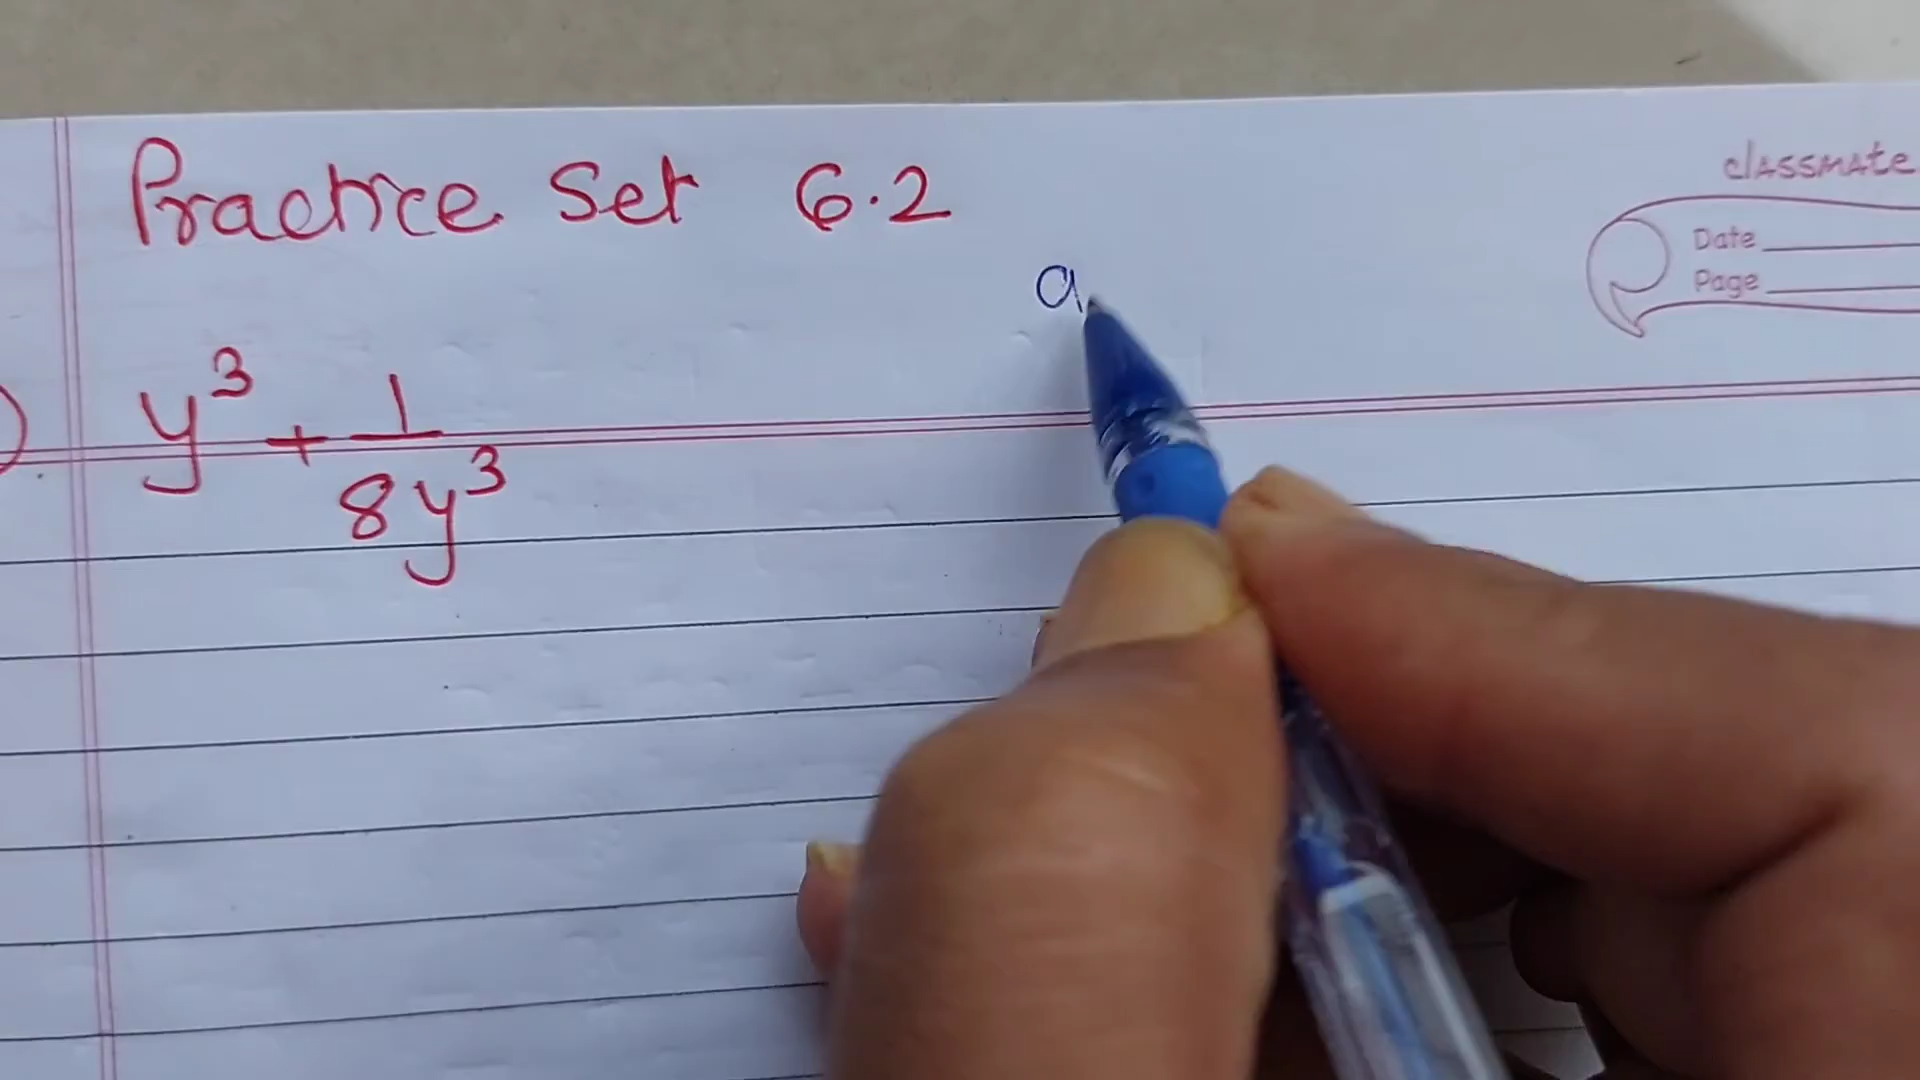 Practice Set 6.2
classmate
Date
Page
a
) y³ + 1/8y³